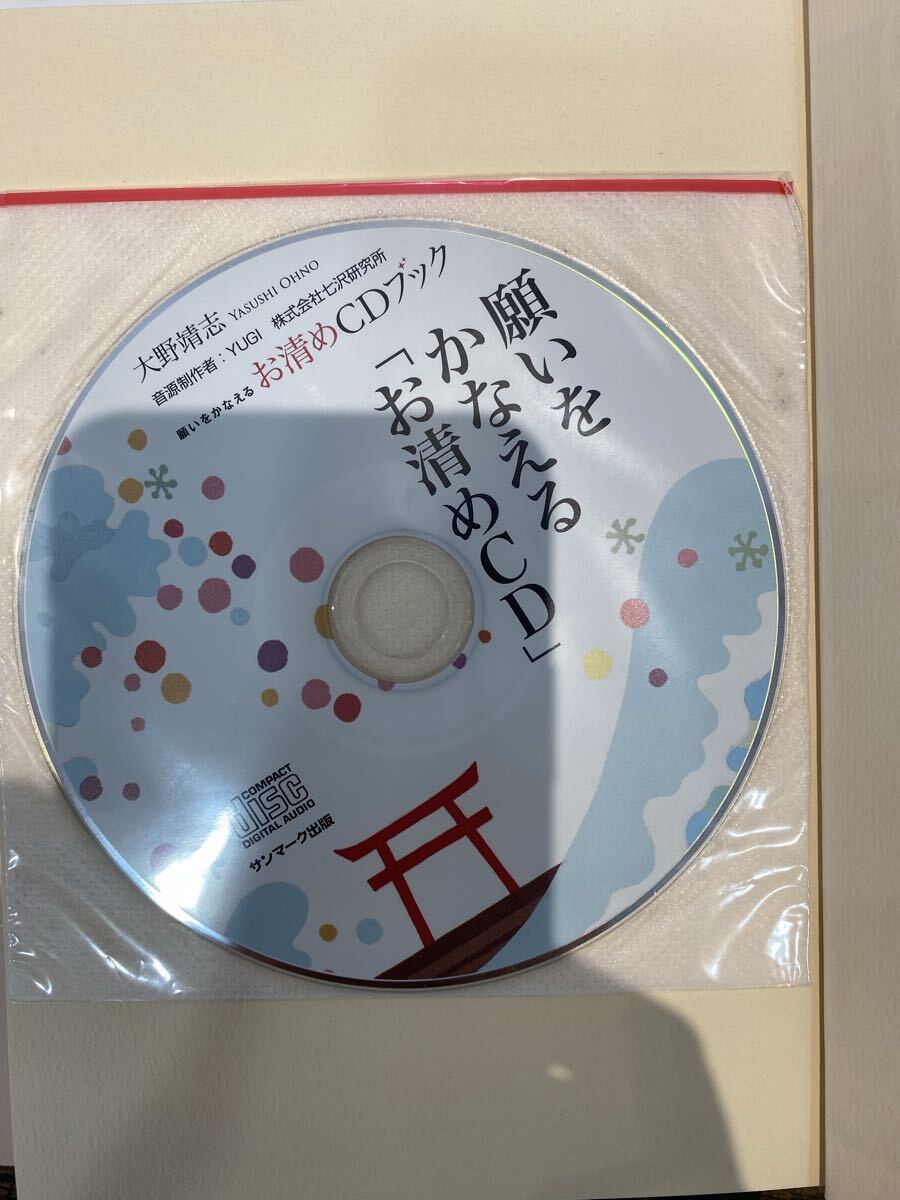 大野靖志 YASUSHI OHNO
音源制作者：YUGI 株式会社七沢研究所
願いをかなえる お清めCDブック
願いを
かなえる
「お清めCD」
COMPACT
disc
DIGITAL AUDIO
サンマーク出版